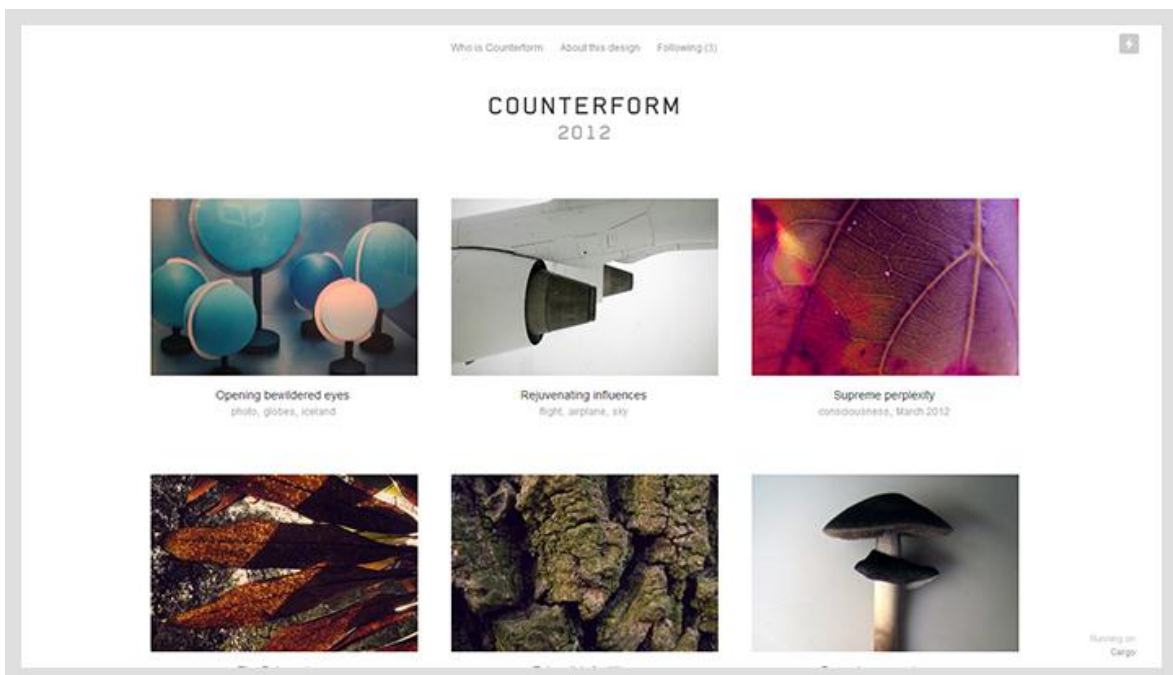 Who is Counterform About this design Following (3)
COUNTERFORM
2012
Opening bewildered eyes Rejuvenating influences Supreme perplexity
photo, globes, iceland flight, airplane, sky consciousness, March 2012
Running on
Cargo